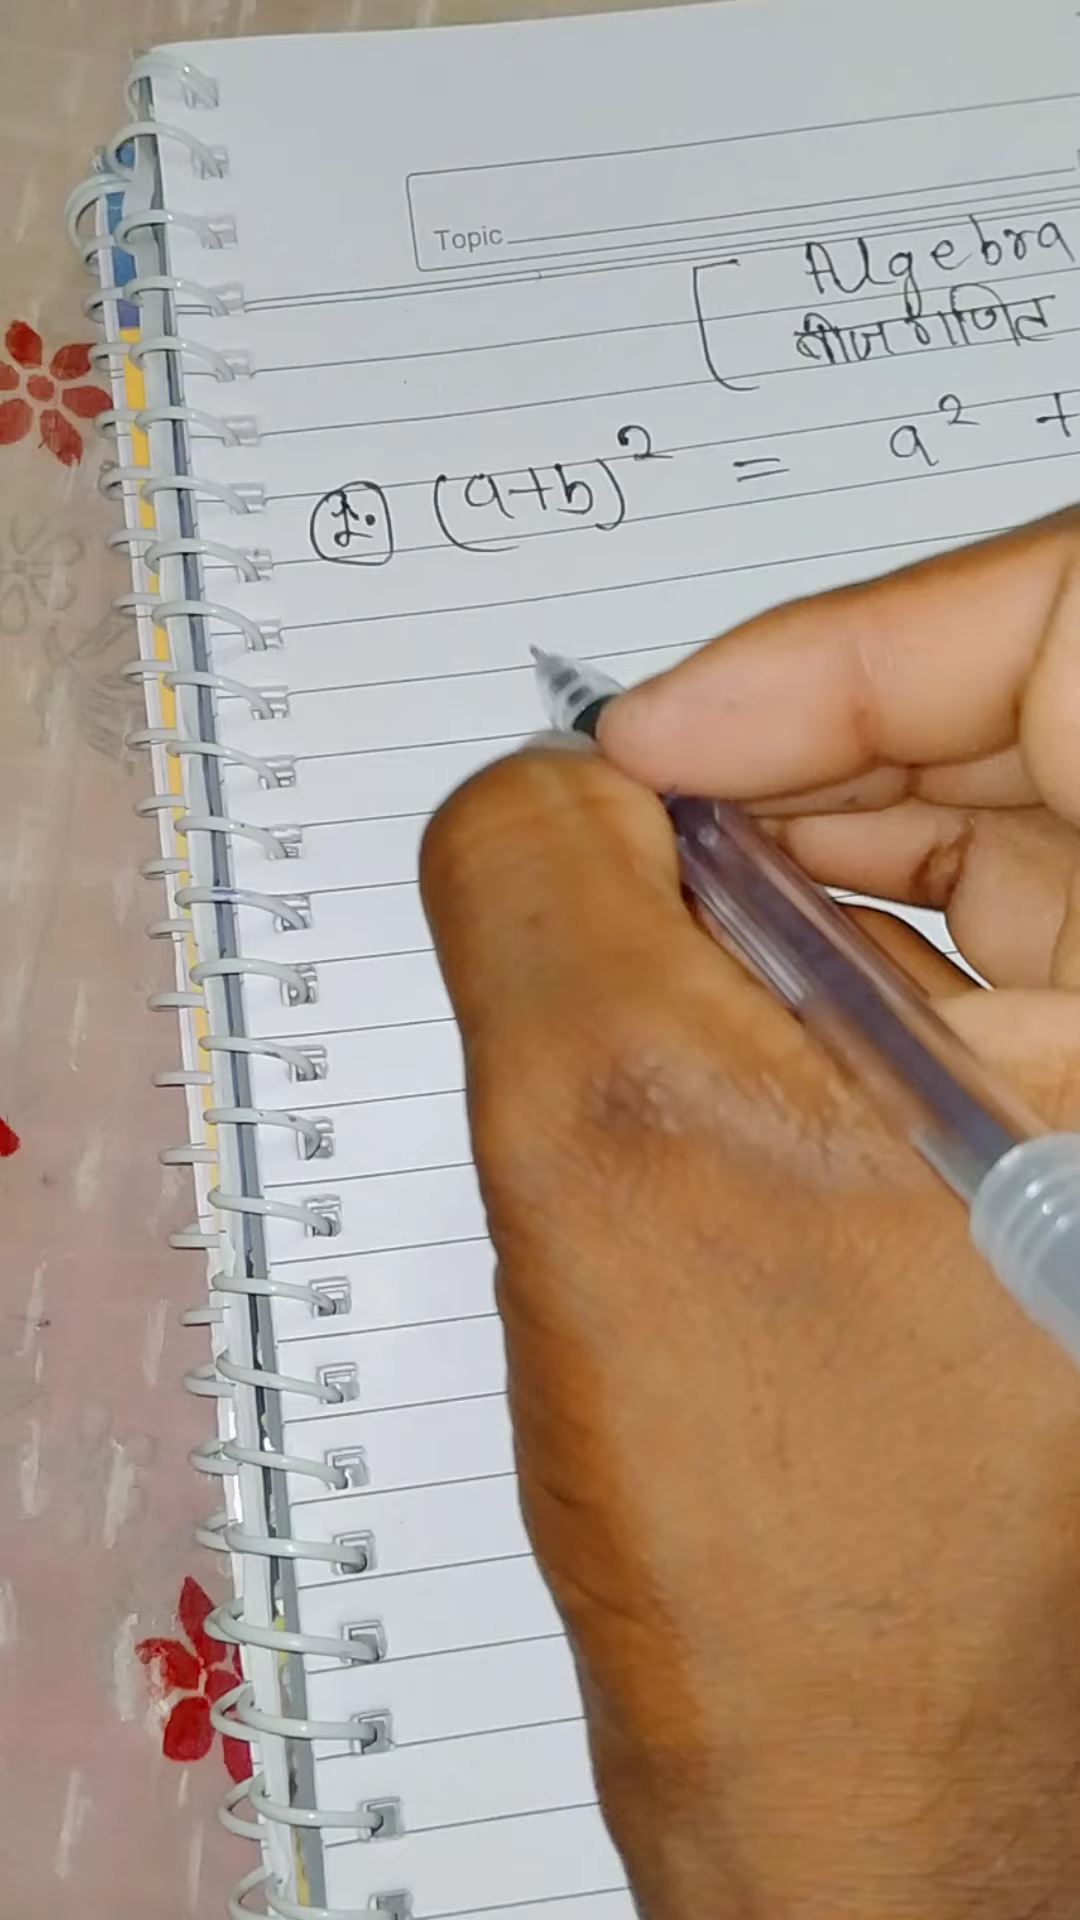 Topic
Algebra
बीजगणित
1. (a+b)² = a² +